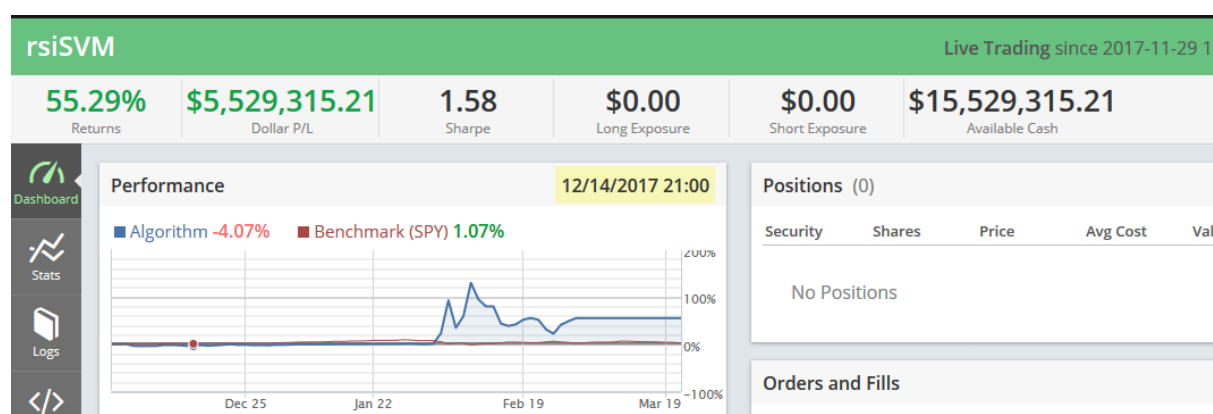 rsiSVM
Live Trading since 2017-11-29 1
55.29% $5,529,315.21 1.58 $0.00 $0.00 $15,529,315.21
Returns Dollar P/L Sharpe Long Exposure Short Exposure Available Cash
Dashboard
Stats
Logs
</>
Performance 12/14/2017 21:00
Algorithm -4.07% Benchmark (SPY) 1.07%
200%
100%
0%
-100%
Dec 25 Jan 22 Feb 19 Mar 19
Positions (0)
Security Shares Price Avg Cost Val
No Positions
Orders and Fills